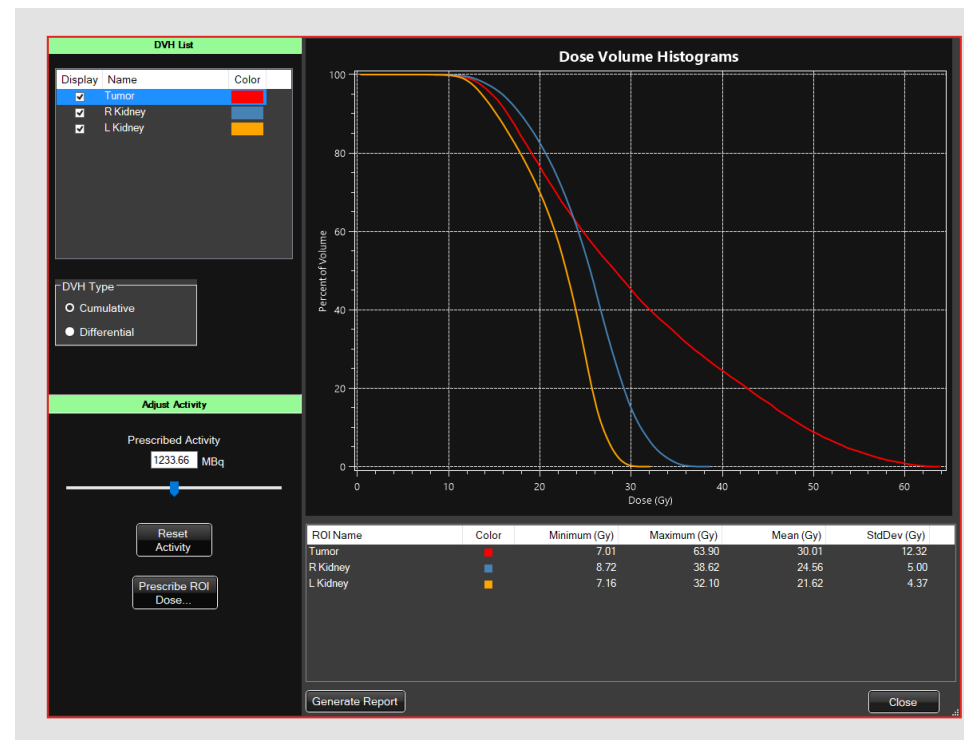 DVH List
Display Name Color
Tumor
R Kidney
L Kidney
DVH Type
Cumulative
Differential
Adjust Activity
Prescribed Activity
1233.66 MBq
Reset
Activity
Prescribe ROI
Dose...
Dose Volume Histograms
Percent of Volume
100
80
60
40
20
0
0 10 20 30 40 50 60
Dose (Gy)
ROI Name Color Minimum (Gy) Maximum (Gy) Mean (Gy) StdDev (Gy)
Tumor 7.01 63.90 30.01 12.32
R Kidney 8.72 38.62 24.56 5.00
L Kidney 7.16 32.10 21.62 4.37
Generate Report
Close